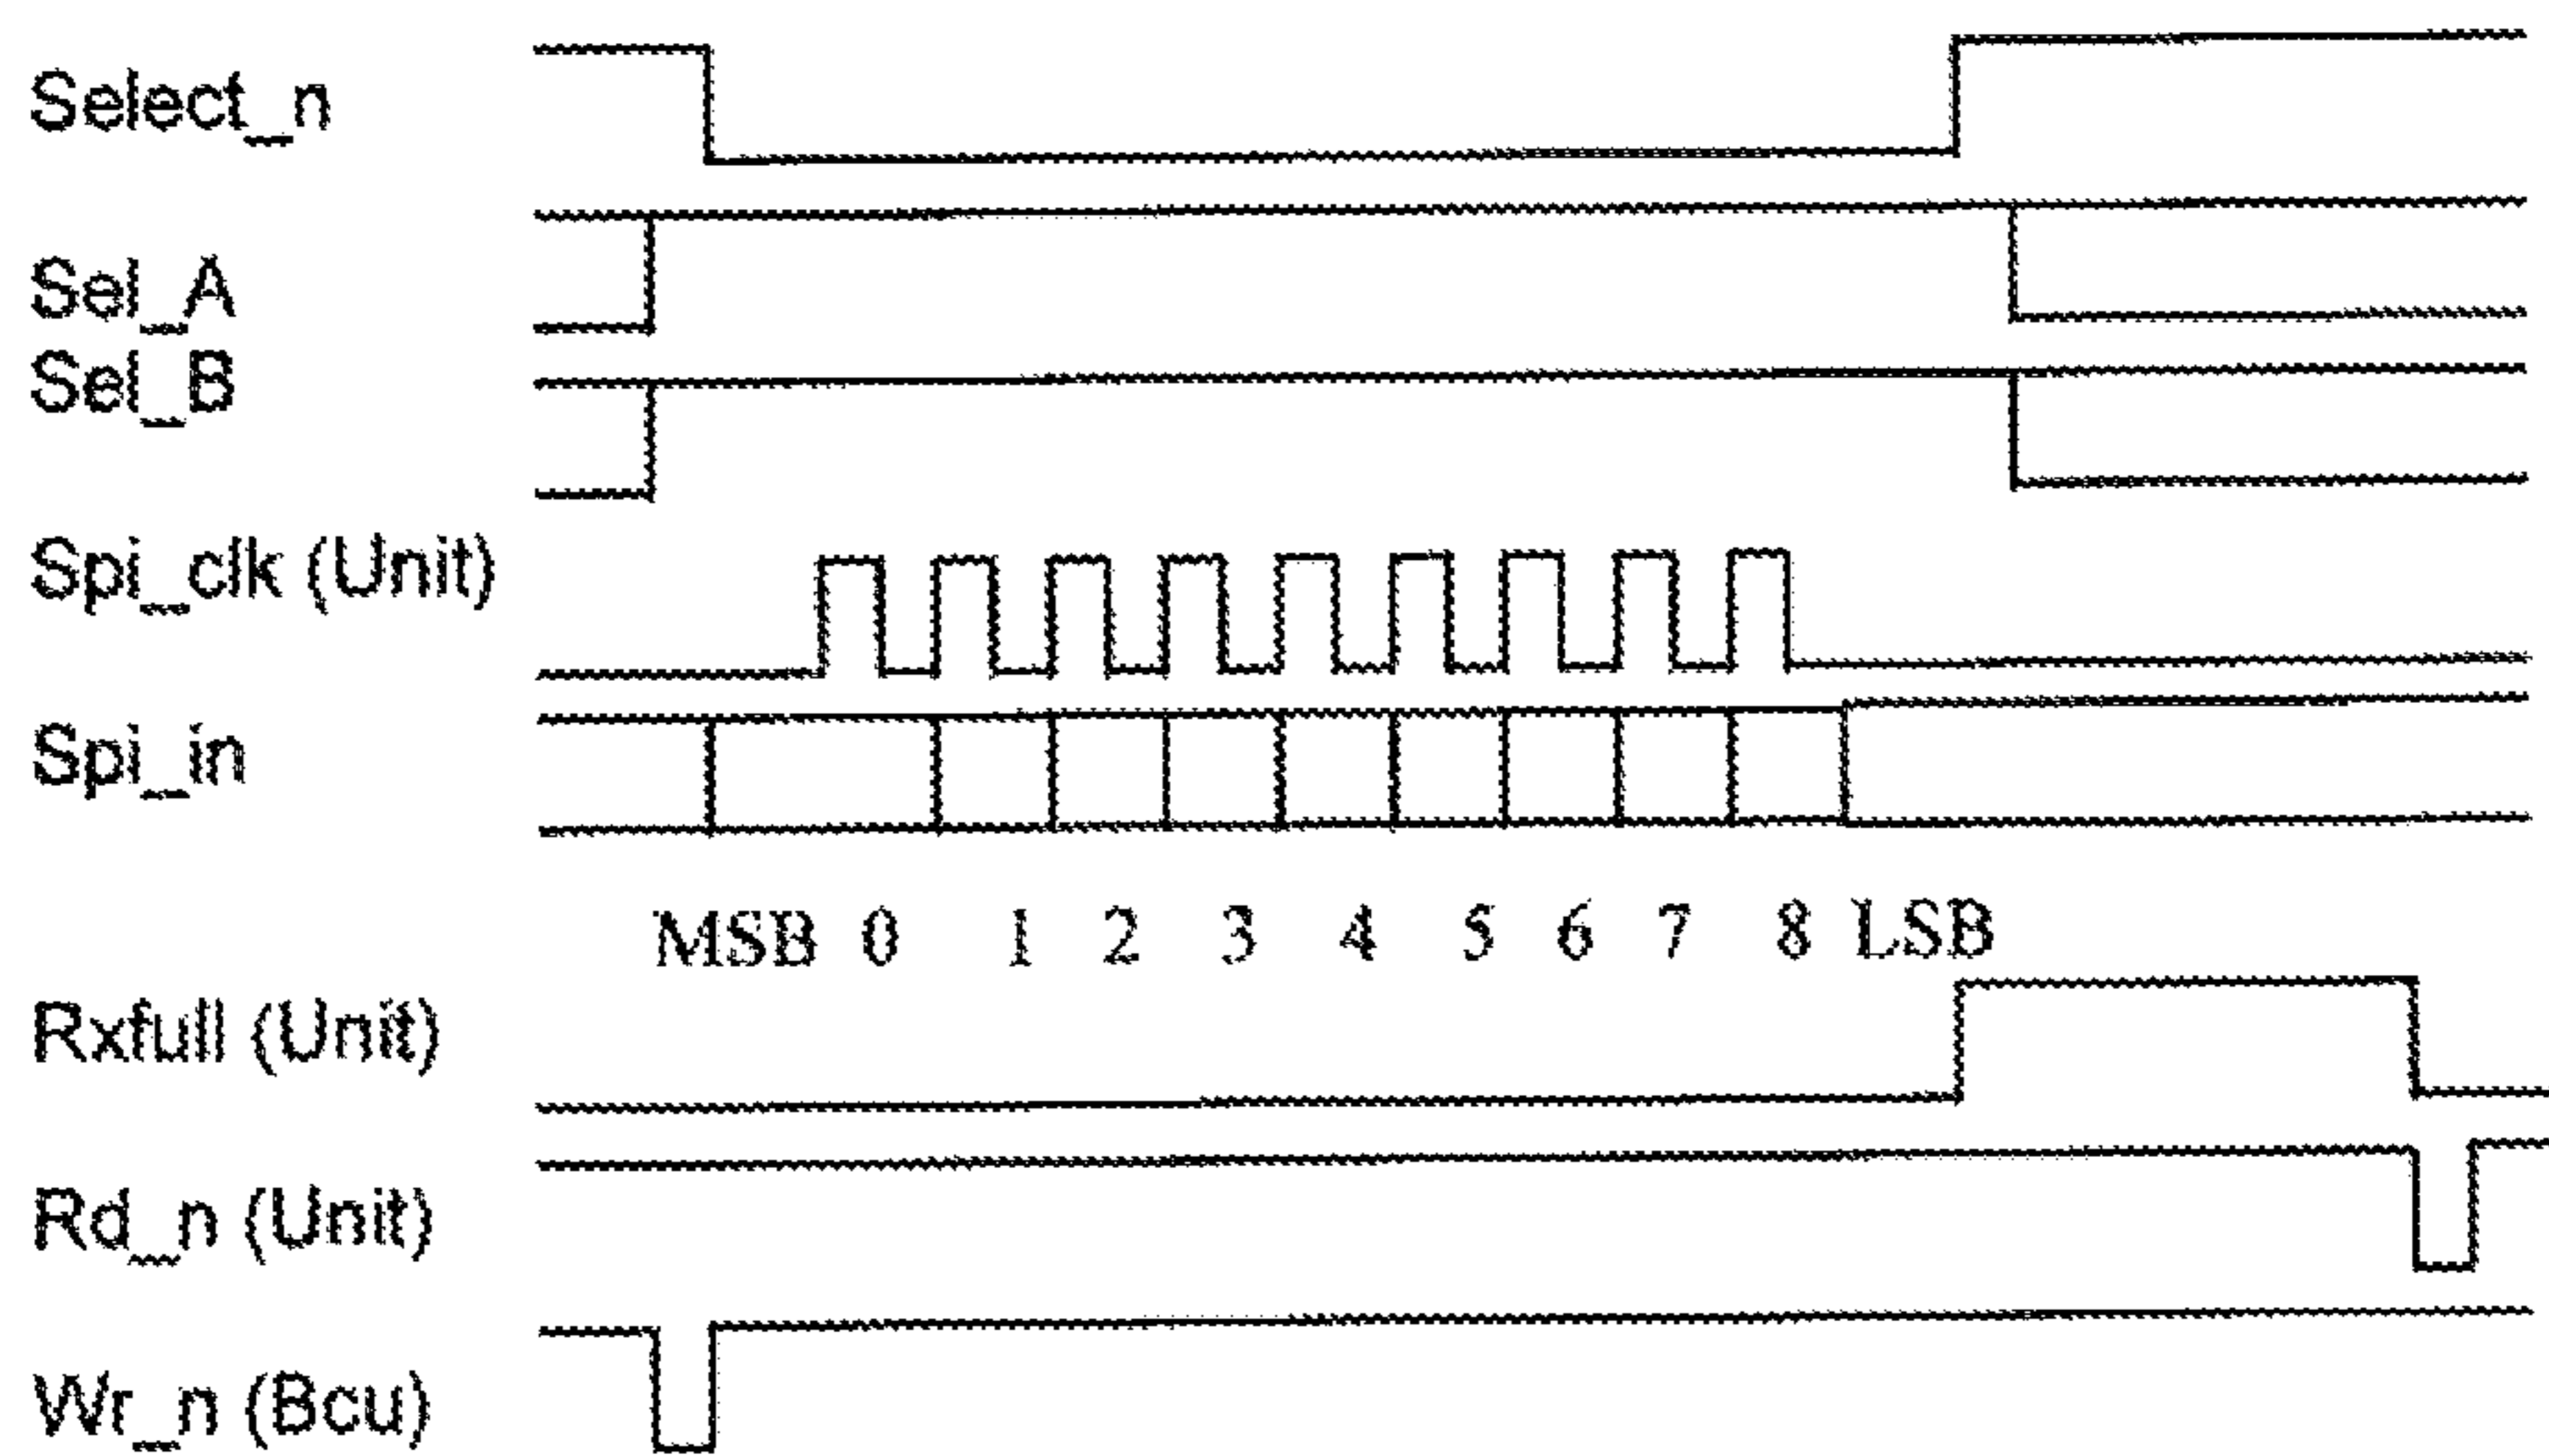 Select_n
Sel_A
Sel_B
Spi_clk (Unit)
Spi_in
MSB 0 1 2 3 4 5 6 7 8 LSB
Rxfull (Unit)
Rd_n (Unit)
Wr_n (Bcu)